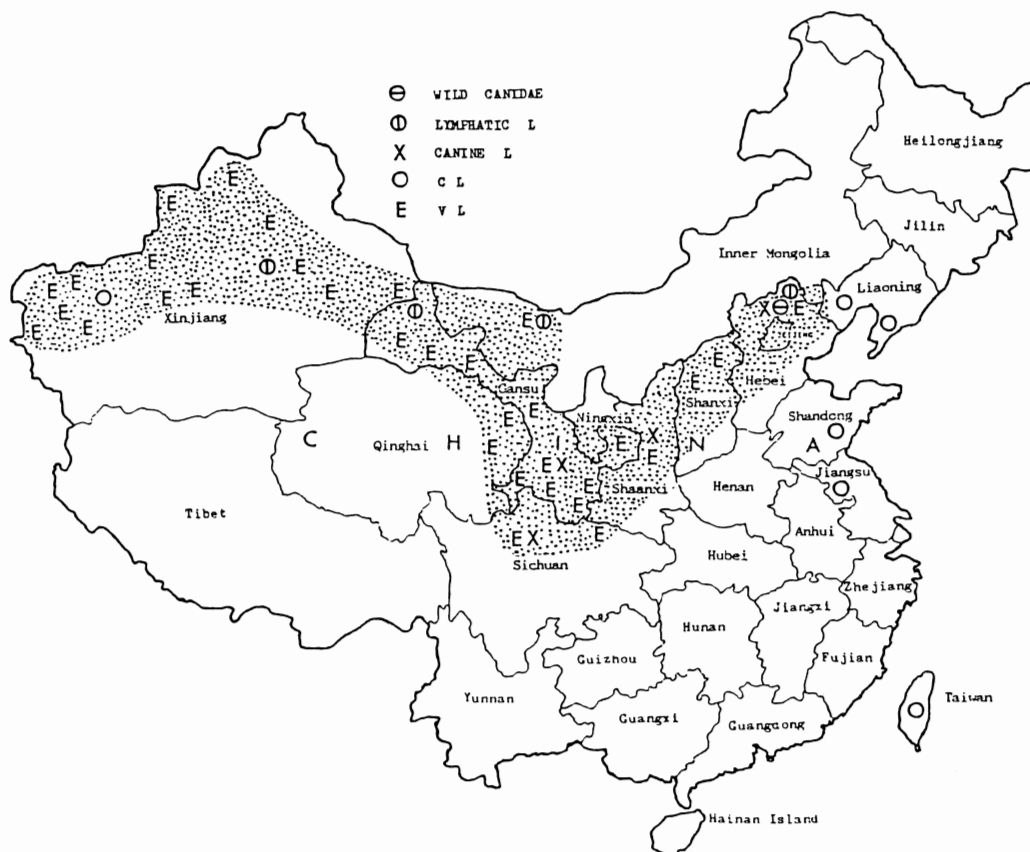 WILD CANIDAE
LYMPHATIC L
X CANINE L
C L
E V L
Heilongjiang
Jilin
Inner Mongolia
Liaoning
Xinjiang
Hebei
Gansu
Shanxi
Ningxia
Shandong
C
Qinghai
H
I
N
A
Jiangsu
Shaanxi
Henan
Tibet
Anhui
Hubei
Sichuan
Zhejiang
Jiangxi
Hunan
Guizhou
Fujian
Yunnan
Taiwan
Guangxi
Guangdong
Hainan Island